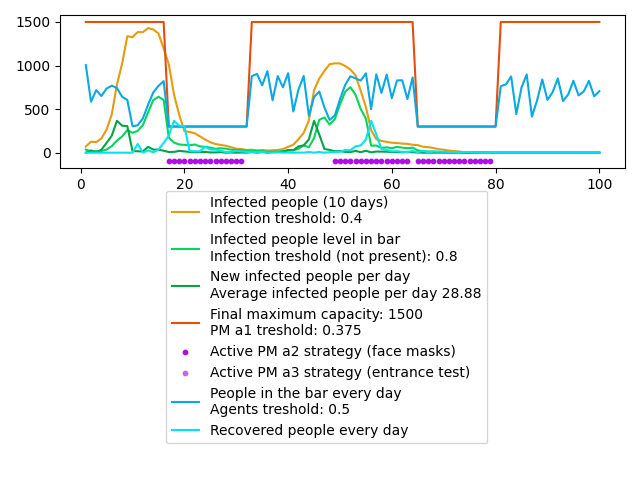 1500
1000
500
0
0 20 40 60 80 100
Infected people (10 days)
Infection treshold: 0.4
Infected people level in bar
Infection treshold (not present): 0.8
New infected people per day
Average infected people per day 28.88
Final maximum capacity: 1500
PM a1 treshold: 0.375
Active PM a2 strategy (face masks)
Active PM a3 strategy (entrance test)
People in the bar every day
Agents treshold: 0.5
Recovered people every day